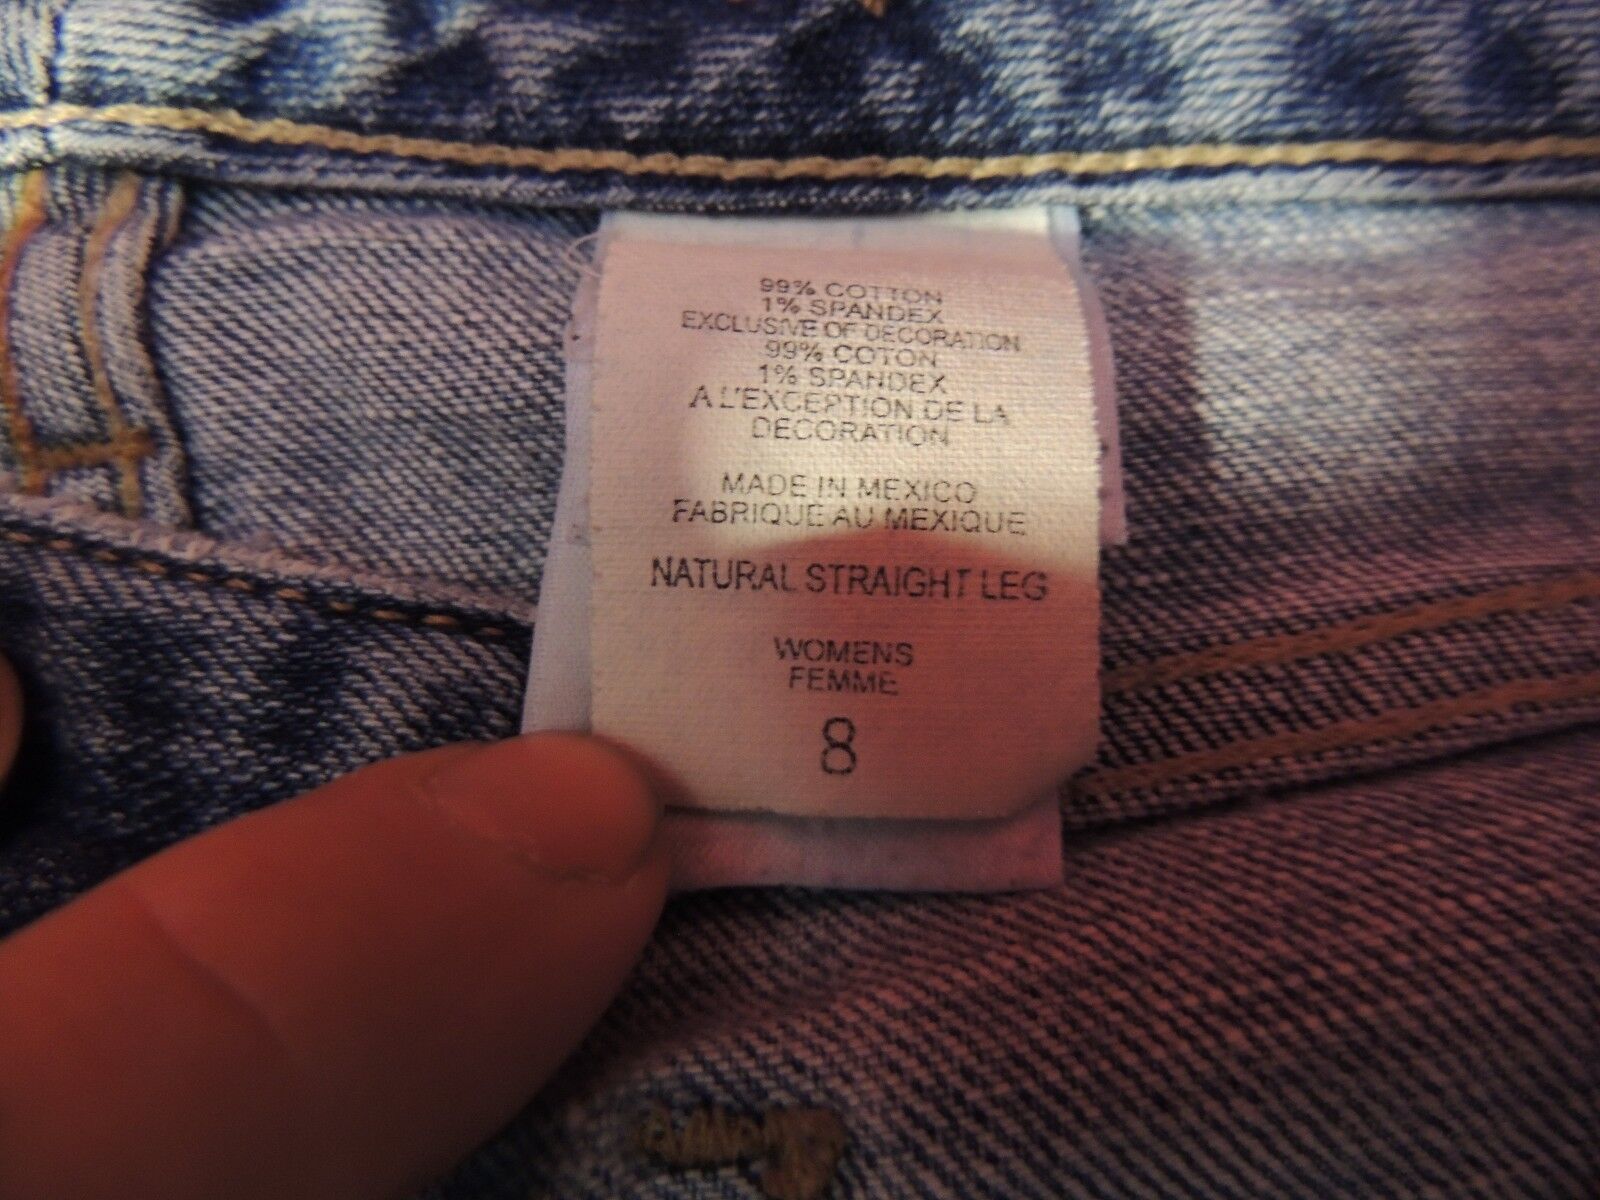 99% COTTON
1% SPANDEX
EXCLUSIVE OF DECORATION
99% COTON
1% SPANDEX
A L'EXCEPTION DE LA
DECORATION
MADE IN MEXICO
FABRIQUE AU MEXIQUE
NATURAL STRAIGHT LEG
WOMENS
FEMME
8